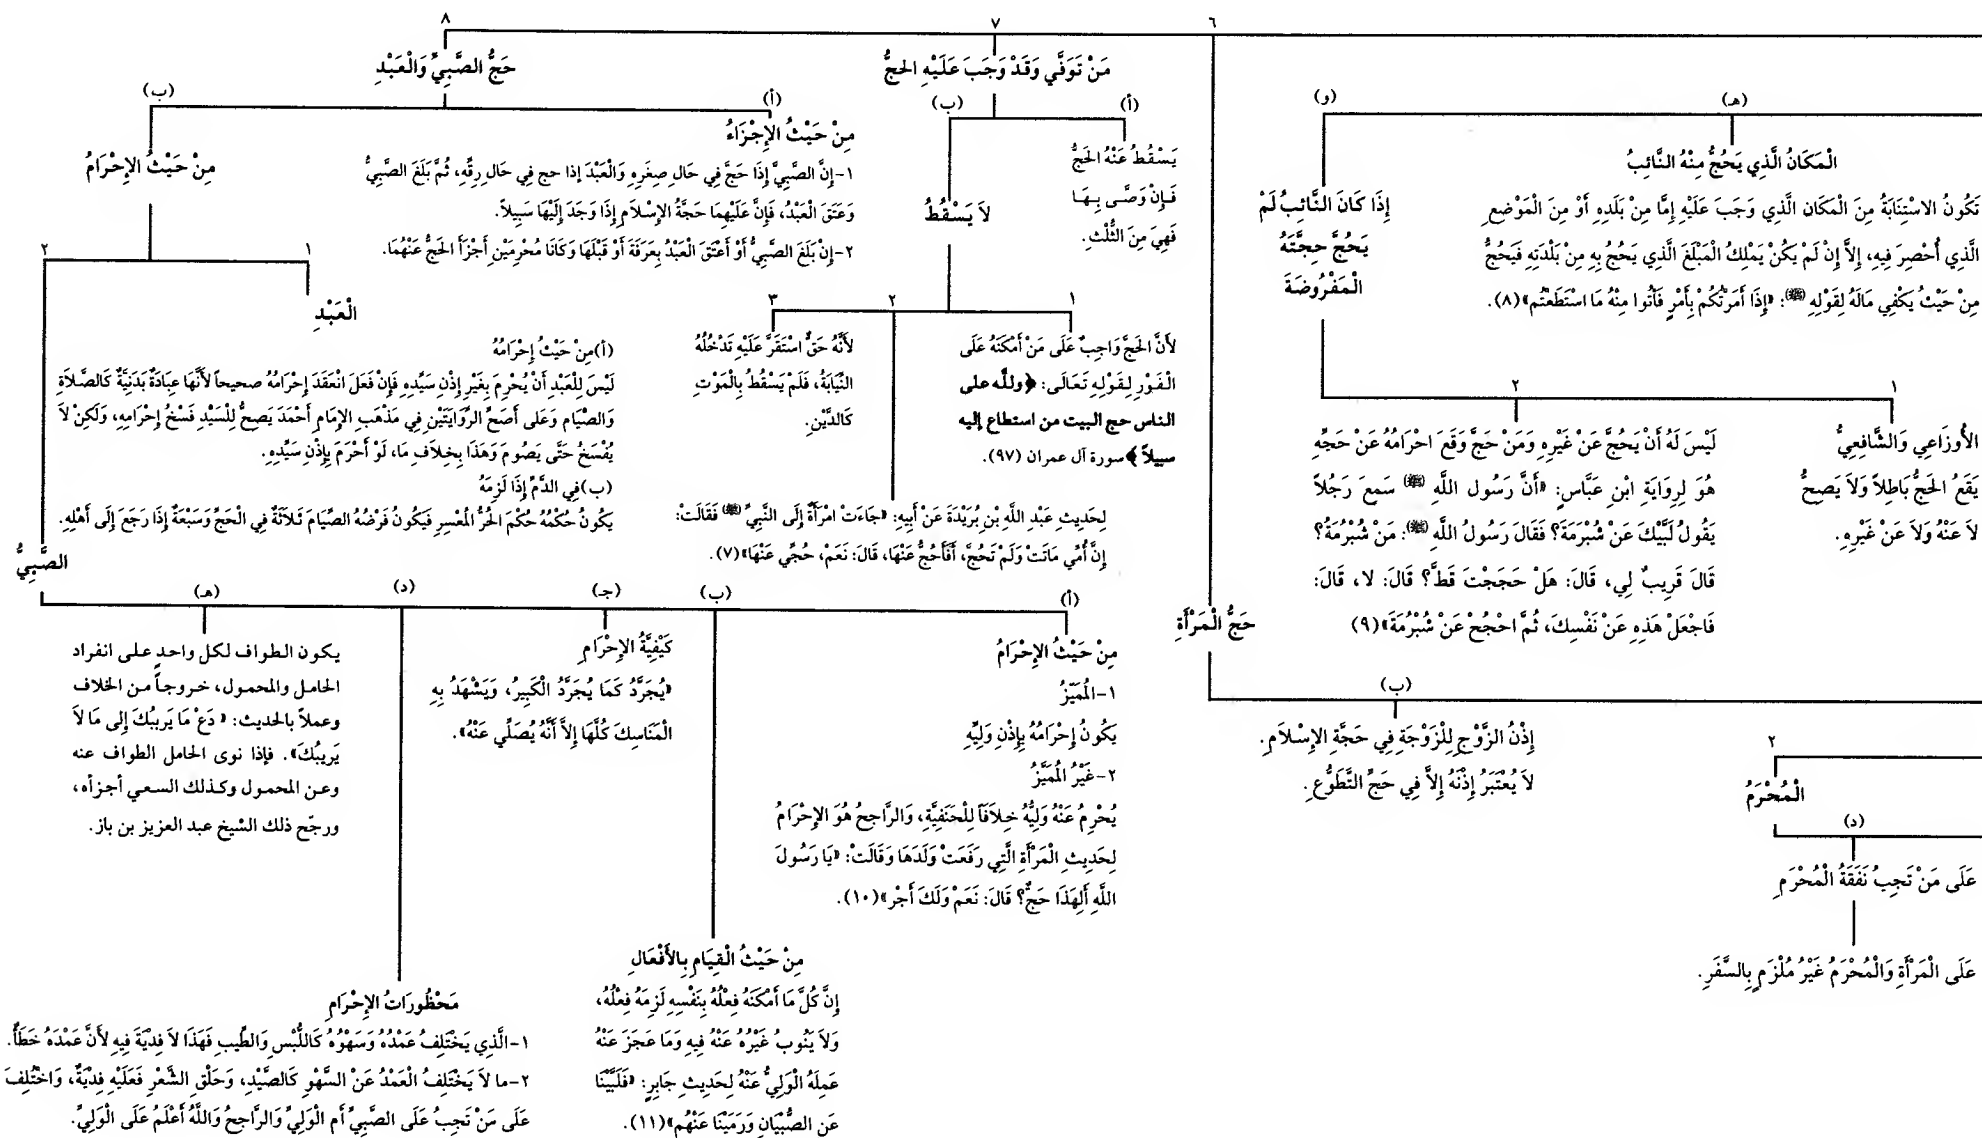 ٦
٧
٨
(هـ)
الْمَكَانُ الَّذِي يَحُجُّ مِنْهُ النَّائِبُ
تَكُونُ الاسْتِنَابَةُ مِنَ الْمَكَانِ الَّذِي وَجَبَ عَلَيْهِ إِمَّا مِنْ بَلَدِهِ أَوْ مِنَ الْمَوْضِعِ
الَّذِي أُحْصِرَ فِيهِ، إِلاَّ إِنْ لَمْ يَكُنْ يَمْلِكُ الْمَبْلَغَ الَّذِي يَحُجُّ بِهِ مِنْ بَلْدَتِهِ فَيَحُجُّ
مِنْ حَيْثُ يَكْفِي مَالَهُ لِقَوْلِهِ (ﷺ): «إِذَا أَمَرْتُكُمْ بِأَمْرٍ فَأْتُوا مِنْهُ مَا اسْتَطَعْتُم»(٨).
(و)
إِذَا كَانَ النَّائِبُ لَمْ
يَحُجَّ حِجَّتَهُ
الْمَفْرُوضَةَ
١
الأُوزَاعِي وَالشَّافِعِيُّ
يَقَعُ الحَجُّ بَاطِلاً وَلاَ يَصِحُّ
لاَ عَنْهُ وَلاَ عَنْ غَيْرِهِ.
٢
لَيْسَ لَهُ أَنْ يَحُجَّ عَنْ غَيْرِهِ وَمَنْ حَجَّ وَقَعَ احْرَامُهُ عَنْ حَجِّهِ
هُوَ لِرِوَايَةِ ابْنِ عَبَّاسٍ: «أَنَّ رَسُول اللَّهِ (ﷺ) سَمِعَ رَجُلاً
يَقُولُ لَبَّيْكَ عَنْ شُبْرُمَةَ؟ فَقَالَ رَسُولُ اللَّهِ (ﷺ): مَنْ شُبْرُمَةُ؟
قَالَ قَرِيبٌ لِي، قَالَ: هَلْ حَجَجْتَ قَطَّ؟ قَالَ: لا، قَالَ:
فَاجْعَلْ هَذِهِ عَنْ نَفْسِكَ، ثُمَّ احْجُجْ عَنْ شُبْرُمَةَ»(٩)
حَجُّ الْمَرْأَةِ
(ب)
إِذْنُ الزَّوْجِ لِلْزَوْجَةِ فِي حَجَّةِ الإِسْلاَمِ.
لاَ يُعْتَبَرُ إِذْنَهُ إِلاَّ فِي حَجِّ التَّطَوُّعِ.
٢
الْمُحْرَمُ
(د)
عَلَى مَنْ تَجِبُ نَفَقَةُ الْمُحْرَمِ
عَلَى الْمَرْأَةِ وَالْمُحْرَمُ غَيْرُ مُلْزَمٍ بِالسَّفَرِ.
مَنْ تَوَفَّي وَقَدْ وَجَبَ عَلَيْهِ الحجُّ
(أ)
يَسْقُطُ عَنْهُ الحَجُّ
فَإِنْ وَصَّى بِهَا
فَهِيَ مِنَ الثُّلُثِ.
(ب)
لاَ يَسْقُطُ
١
لأَنَّ الحَجَّ وَاجِبٌ عَلَى مَنْ أَمْكَنَهُ عَلَى
الْفَوْرِ لِقَوْلِهِ تَعَالَى: ﴿ولله على
الناس حج البيت من استطاع إليه
سبيلاً﴾ سورة آل عمران (٩٧).
٢
لِحَدِيثِ عَبْدِ اللَّهِ بْنِ بُرَيْدَةَ عَنْ أَبِيهِ: «جَاءَتْ امْرَأَةٌ إِلَى النَّبِيِّ (ﷺ) فَقَالَتْ:
إِنَّ أُمِّي مَاتَتْ وَلَمْ تَحُجَّ، أَفَأَحُجُّ عَنْهَا، قَالَ: نَعَمْ، حُجِّي عَنْهَا»(٧).
٣
لأَنَّهُ حَقٌّ اسْتَقَرَّ عَلَيْهِ تَدْخُلُهُ
النِّيَابَةُ، فَلَمْ يَسْقُطْ بِالْمَوْتِ
كَالدَّيْنِ.
حَجُّ الصَّبِيِّ وَالْعَبْدِ
(أ)
مِنْ حَيْثُ الإِجْزَاءُ
١-إِنَّ الصَّبِيَّ إِذَا حَجَّ فِي حَالِ صِغَرِهِ وَالْعَبْدَ إذا حج فِي حَالِ رِقِّهِ، ثُمَّ بَلَغَ الصَّبِيُّ
وَعَتَقَ الْعَبْدُ، فَإِنَّ عَلَيْهِمَا حَجَّةُ الإِسْلاَمِ إِذَا وَجَدَ إِلَيْهَا سَبِيلاً.
٢-إِنْ بَلَغَ الصَّبِيُّ أَوْ أَعْتَقَ الْعَبْدُ بِعَرَفَةَ أَوْ قَبْلَهَا وَكَانَا مُحْرِمَيْنِ أَجْزَأَ الحَجُّ عَنْهُمَا.
(ب)
مِنْ حَيْثُ الإِحْرَامُ
١
الْعَبْدِ
(أ)مِنْ حَيْثُ إِحْرَامُهُ
لَيْسَ لِلْعَبْدِ أَنْ يُحْرِمَ بِغَيْرِ إِذْنِ سَيِّدِهِ فَإِنْ فَعَلَ انْعَقَدَ إِحْرَامُهُ صحيحاً لأَنَّهَا عِبَادَةٌ بَدَنِيَّةٌ كَالصَّلاَةِ
وَالصِّيَامِ وَعَلى أَصَحِّ الرِّوَايَتَيْنِ فِي مَذْهَبِ الإِمَامِ أَحْمَدَ يَصِحُّ لِلْسَيِّدِ فَسْخُ إِحْرَامِهِ، وَلَكِنْ لاَ
يُفْسَخُ حَتَّى يَصُومَ وَهَذَا بِخِلاَفِ مَا، لَوْ أَحْرَمَ بِإِذْنِ سَيِّدِهِ.
(ب)فِي الدَّمِّ إِذَا لَزِمَهُ
يَكُونُ حُكْمُهُ حُكْمَ الحُرِّ الْمُعْسِرِ فَيَكُونُ فَرْضُهُ الصِّيَامَ ثَلاَثَةٌ فِي الحَجِّ وَسَبْعَةٌ إِذَا رَجَعَ إِلَى أَهْلِهِ.
٢
الصَّبِيُّ
(أ)
مِنْ حَيْثُ الإِحْرَامُ
١-الْمُمَيِّزُ
يَكُونُ إِحْرَامُهُ بِإِذْنِ وَلِيِّهِ
٢-غَيْرُ الْمُمَيَّزُ
يُحْرِمُ عَنْهُ وَلِيُّهُ خِلاَفَاً لِلْحَنَفِيَّةِ، وَالرَّاجِحُ هُوَ الإِحْرَامُ
لِحَدِيثِ الْمَرْأَةِ الَّتِي رَفَعَتْ وَلَدَهَا وَقَالَتْ: «يَا رَسُولَ
اللَّهِ أَلِهَذَا حَجٌّ؟ قَالَ: نَعَمْ وَلَكَ أَجْر»(١٠).
(ب)
مِنْ حَيْثُ الْقِيَامِ بِالأَفْعَالِ
إِنَّ كُلَّ مَا أَمْكَنَهُ فِعْلُهُ بِنَفْسِهِ لَزِمَهُ فِعْلُهُ،
وَلاَ يَنُوبُ غَيْرُهُ عَنْهُ فِيهِ وَمَا عَجَزَ عَنْهُ
عَمِلَهُ الْوَلِيُّ عَنْهُ لِحَدِيثِ جَابِرٍ: «فَلَبَّيْنَا
عَنِ الصُّبْيَانِ وَرَمَيْنَا عَنْهُم»(١١).
(جـ)
كَيْفِيَّةُ الإِحْرَامِ
«يُجَرَّدُ كَمَا يُجَرَّدُ الْكَبِيرُ، وَيَشْهَدُ بِهِ
الْمَنَاسِكَ كُلَّهَا إِلاَّ أَنَّهُ يُصَلِّي عَنْهُ».
(د)
مَحْظُورَاتُ الإِحْرَامِ
١-الَّذِي يَخْتَلِفُ عَمْدُهُ وَسَهْوُهُ كَاللُّبْسِ وَالطِّيبِ فَهَذَا لاَ فِدْيَةَ فِيهِ لأَنَّ عَمْدَهُ خَطَأٌ.
٢-ما لاَ يَخْتَلِفُ الْعَمْدُ عَنْ السَّهْوِ كَالصَّيْدِ، وَحَلْقِ الشَّعْرِ فَعَلَيْهِ فِدْيَةٌ، وَاخْتُلِفَ
عَلَى مَنْ تَجِبُ عَلَى الصَّبِيِّ أَم الْوَلِيِّ وَالرَّاجِحُ وَاللَّهُ أَعْلَمُ عَلَى الْوَلِيِّ.
(هـ)
يكون الطواف لكل واحد على انفراد
الحامل والمحمول، خروجاً من الخلاف
وعملاً بالحديث: « دَعْ مَا يَرِيبُكَ إِلى مَا لاَ
يَرِيبُكَ». فإذا نوى الحامل الطواف عنه
وعن المحمول وكذلك السعي أجزأه،
ورجّح ذلك الشيخ عبد العزيز بن باز.